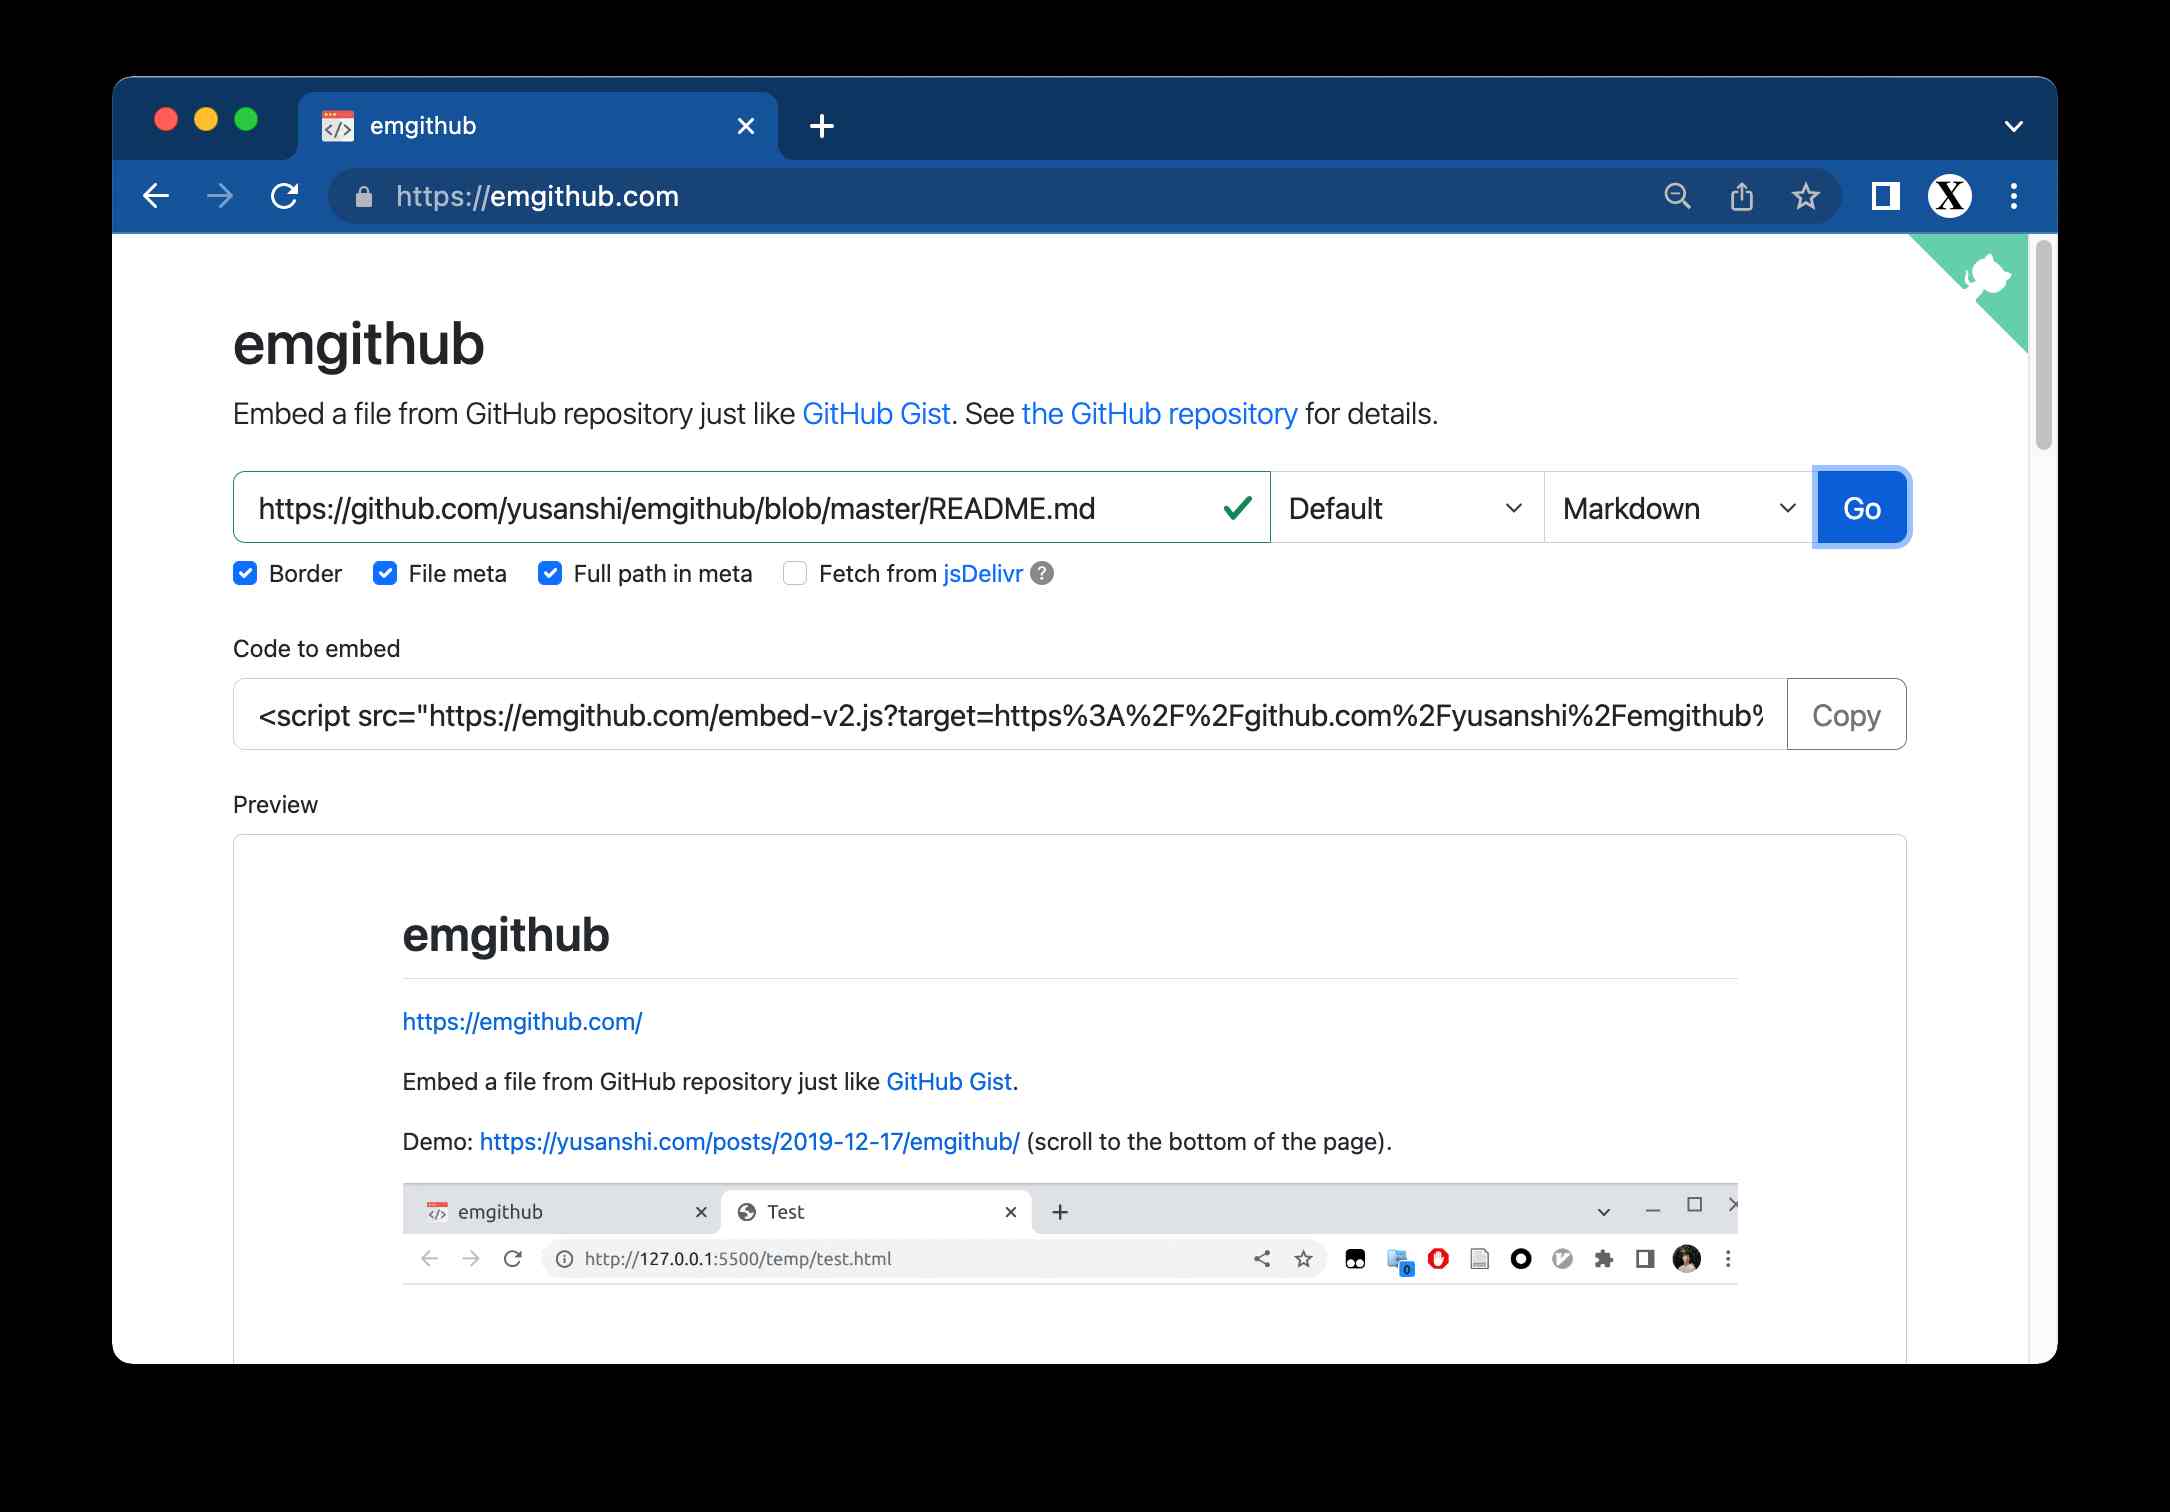 emgithub
https://emgithub.com
X
emgithub
Embed a file from GitHub repository just like GitHub Gist. See the GitHub repository for details.
https://github.com/yusanshi/emgithub/blob/master/README.md Default Markdown Go
Border File meta Full path in meta Fetch from jsDelivr ?
Code to embed
<script src="https://emgithub.com/embed-v2.js?target=https%3A%2F%2Fgithub.com%2Fyusanshi%2Femgithub% Copy
Preview
emgithub
https://emgithub.com/
Embed a file from GitHub repository just like GitHub Gist.
Demo: https://yusanshi.com/posts/2019-12-17/emgithub/ (scroll to the bottom of the page).
emgithub Test
http://127.0.0.1:5500/temp/test.html 0